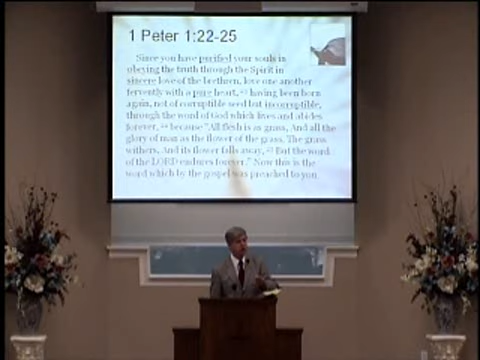 1 Peter 1:22-25
Since you have purified your souls in
obeying the truth through the Spirit in
sincere love of the brethren, love one another
fervently with a pure heart, 23 having been born
again, not of corruptible seed but incorruptible,
through the word of God which lives and abides
forever, 24 because "All flesh is as grass, And all the
glory of man as the flower of the grass. The grass
withers, And its flower falls away, 25 But the word
of the LORD endures forever." Now this is the
word which by the gospel was preached to you